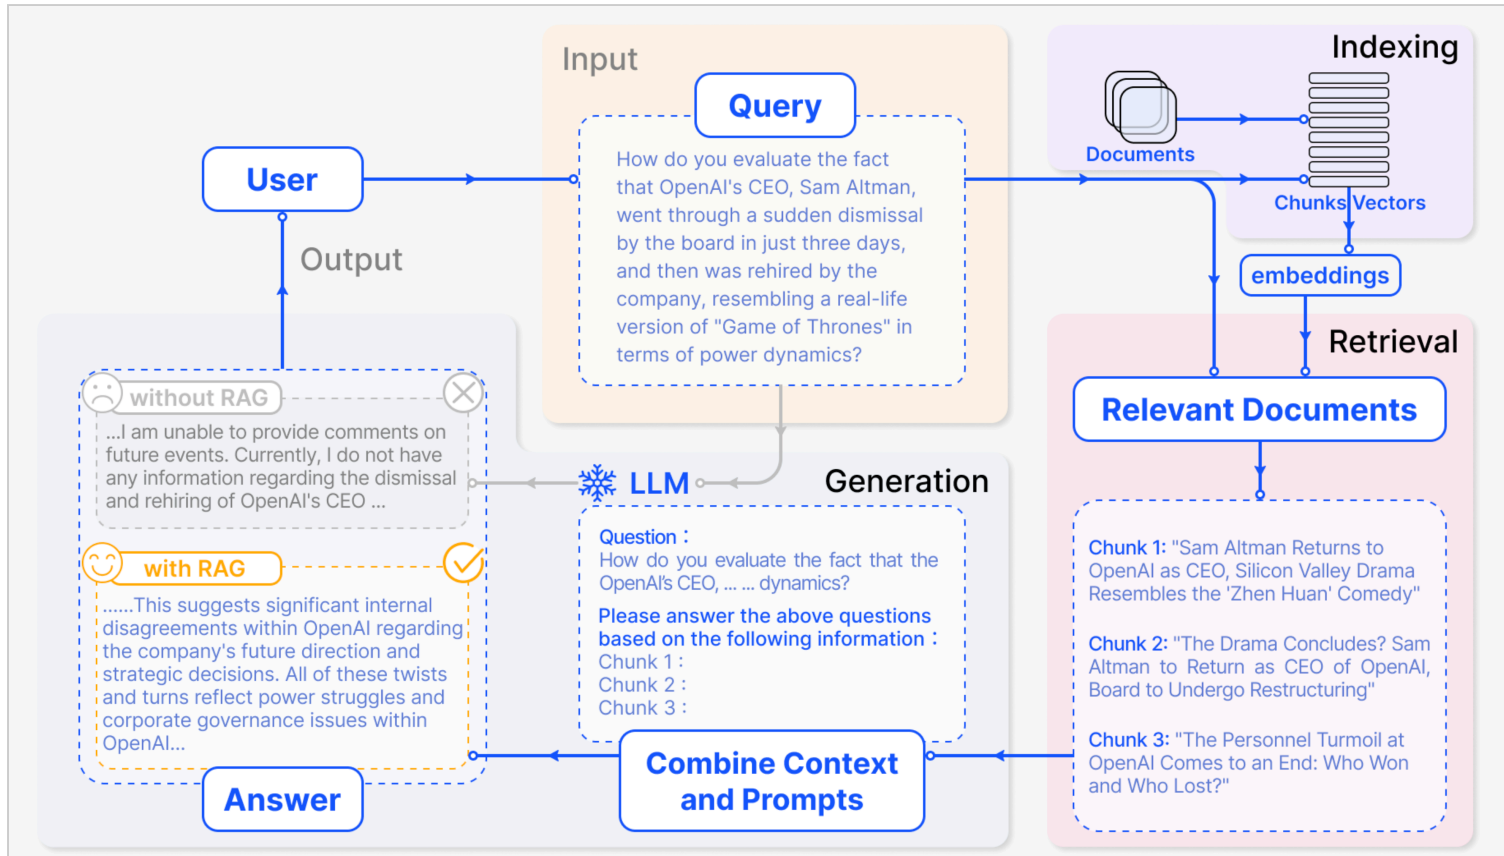 Input
Query
How do you evaluate the fact
that OpenAI's CEO, Sam Altman,
went through a sudden dismissal
by the board in just three days,
and then was rehired by the
company, resembling a real-life
version of "Game of Thrones" in
terms of power dynamics?
Indexing
Documents
Chunks Vectors
embeddings
User
Output
Retrieval
Relevant Documents
Chunk 1: "Sam Altman Returns to
OpenAI as CEO, Silicon Valley Drama
Resembles the 'Zhen Huan' Comedy"
Chunk 2: "The Drama Concludes? Sam
Altman to Return as CEO of OpenAI,
Board to Undergo Restructuring"
Chunk 3: "The Personnel Turmoil at
OpenAI Comes to an End: Who Won
and Who Lost?"
LLM
Generation
Question :
How do you evaluate the fact that the
OpenAI's CEO, ... ... dynamics?
Please answer the above questions
based on the following information :
Chunk 1 :
Chunk 2 :
Chunk 3 :
Combine Context
and Prompts
without RAG
...I am unable to provide comments on
future events. Currently, I do not have
any information regarding the dismissal
and rehiring of OpenAI's CEO ...
with RAG
......This suggests significant internal
disagreements within OpenAI regarding
the company's future direction and
strategic decisions. All of these twists
and turns reflect power struggles and
corporate governance issues within
OpenAI...
Answer